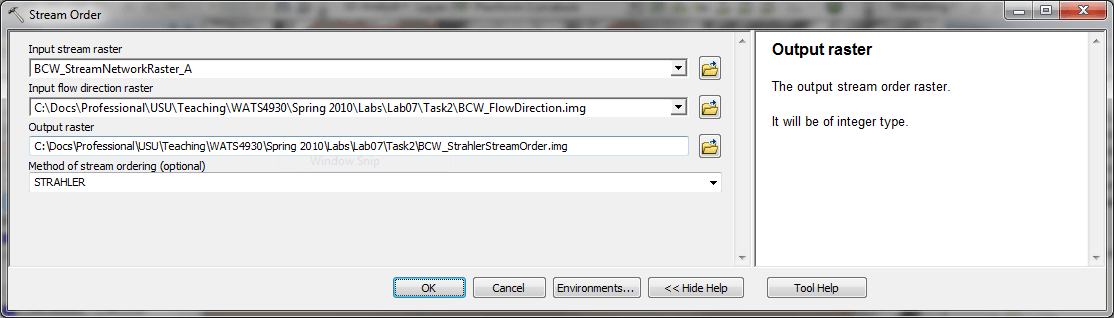 Stream Order
Input stream raster
BCW_StreamNetworkRaster_A
Input flow direction raster
C:\Docs\Professional\USU\Teaching\WATS4930\Spring 2010\Labs\Lab07\Task2\BCW_FlowDirection.img
Output raster
C:\Docs\Professional\USU\Teaching\WATS4930\Spring 2010\Labs\Lab07\Task2\BCW_StrahlerStreamOrder.img
Window Snip
Method of stream ordering (optional)
STRAHLER
OK
Cancel
Environments...
<< Hide Help
Output raster
The output stream order raster.
It will be of integer type.
Tool Help